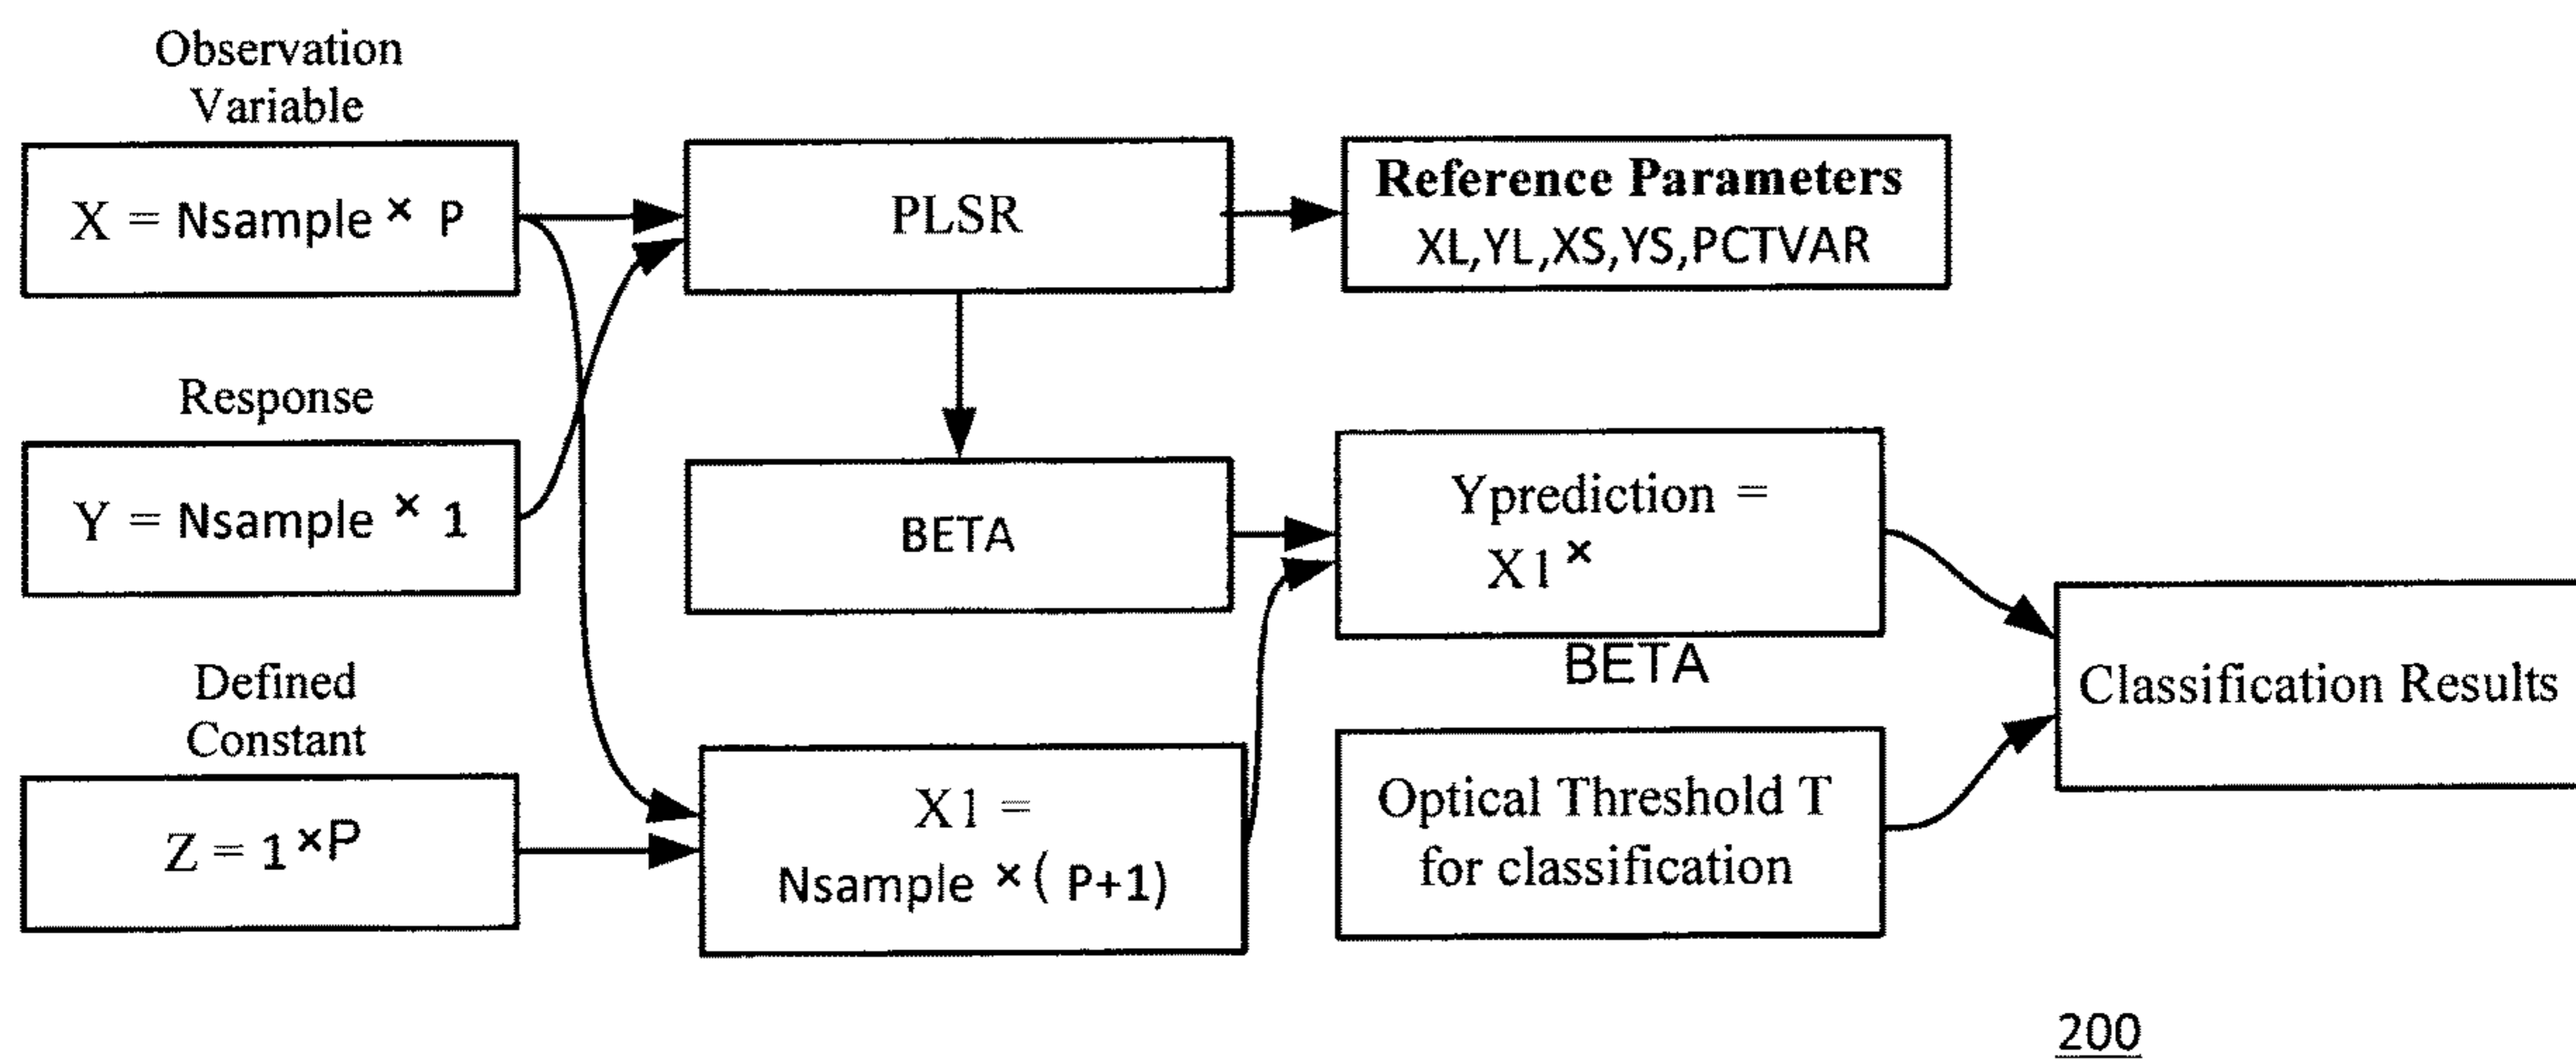 Observation
Variable
X = Nsample × P
Response
Y = Nsample × 1
Defined
Constant
Z = 1 × P
PLSR
BETA
X1 =
Nsample × ( P+1)
Reference Parameters
XL,YL,XS,YS,PCTVAR
Yprediction =
X1 ×
BETA
Optical Threshold T
for classification
Classification Results
200